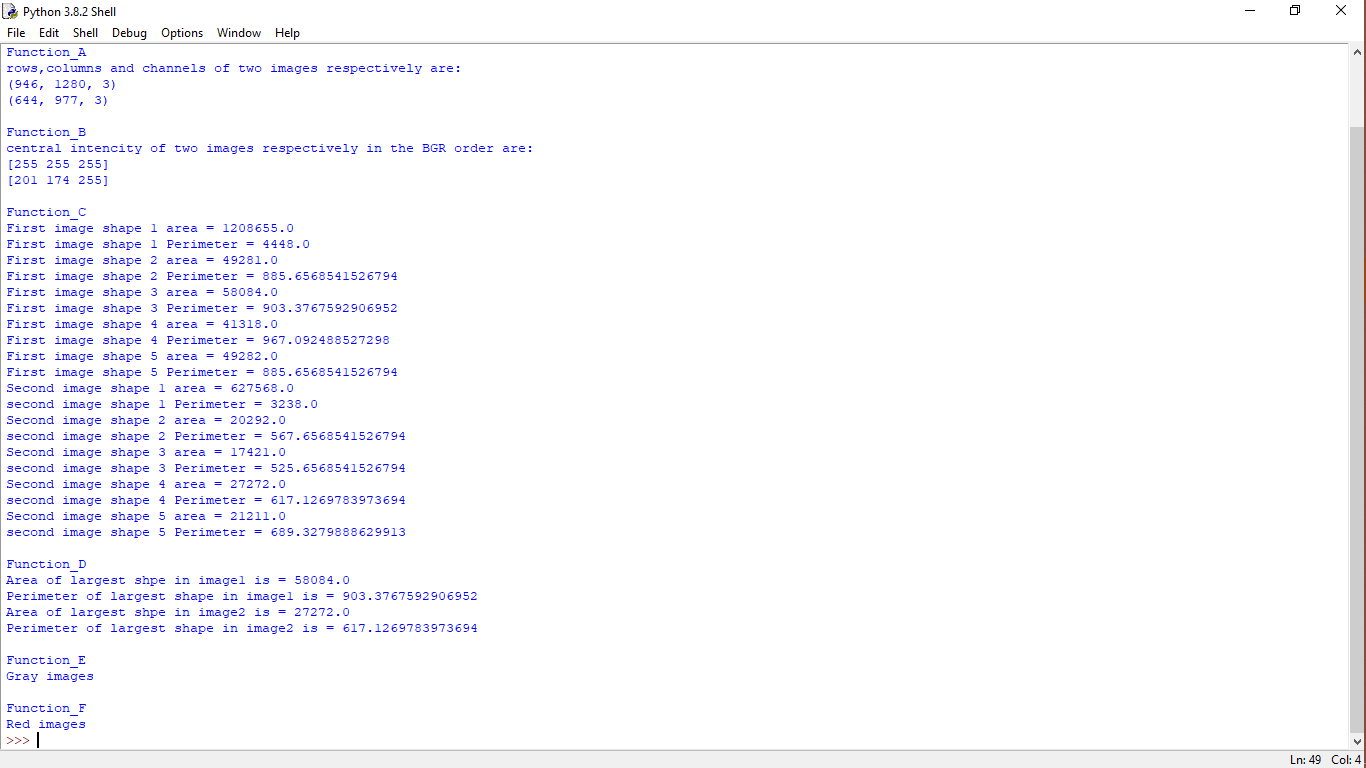 Python 3.8.2 Shell
File Edit Shell Debug Options Window Help
Function_A
rows,columns and channels of two images respectively are:
(946, 1280, 3)
(644, 977, 3)
Function_B
central intencity of two images respectively in the BGR order are:
[255 255 255]
[201 174 255]
Function_C
First image shape 1 area = 1208655.0
First image shape 1 Perimeter = 4448.0
First image shape 2 area = 49281.0
First image shape 2 Perimeter = 885.6568541526794
First image shape 3 area = 58084.0
First image shape 3 Perimeter = 903.3767592906952
First image shape 4 area = 41318.0
First image shape 4 Perimeter = 967.092488527298
First image shape 5 area = 49282.0
First image shape 5 Perimeter = 885.6568541526794
Second image shape 1 area = 627568.0
second image shape 1 Perimeter = 3238.0
Second image shape 2 area = 20292.0
second image shape 2 Perimeter = 567.6568541526794
Second image shape 3 area = 17421.0
second image shape 3 Perimeter = 525.6568541526794
Second image shape 4 area = 27272.0
second image shape 4 Perimeter = 617.1269783973694
Second image shape 5 area = 21211.0
second image shape 5 Perimeter = 689.3279888629913
Function_D
Area of largest shpe in image1 is = 58084.0
Perimeter of largest shape in image1 is = 903.3767592906952
Area of largest shpe in image2 is = 27272.0
Perimeter of largest shape in image2 is = 617.1269783973694
Function_E
Gray images
Function_F
Red images
>>>
Ln: 49 Col: 4